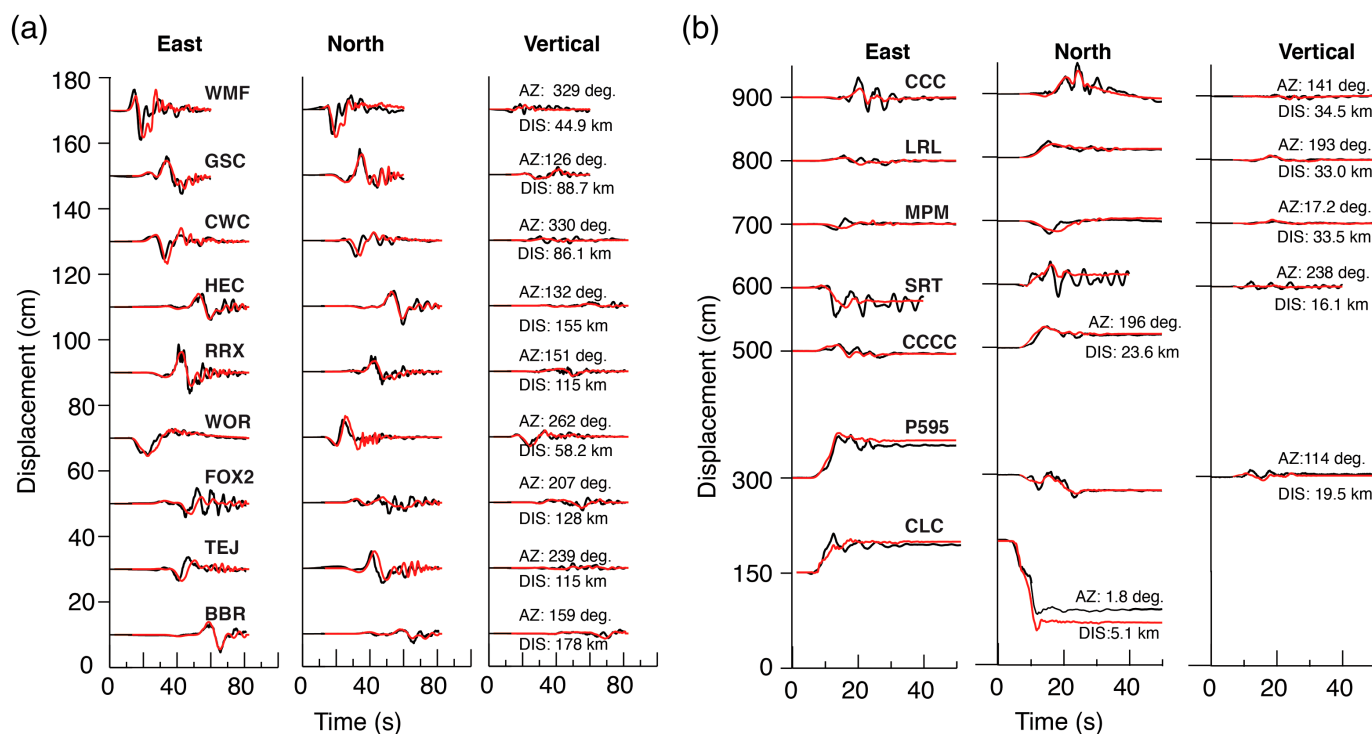 (a)
East
North
Vertical
Displacement (cm)
180
160
140
120
100
80
60
40
20
0
WMF
AZ: 329 deg.
DIS: 44.9 km
GSC
AZ:126 deg.
DIS: 88.7 km
CWC
AZ: 330 deg.
DIS: 86.1 km
HEC
AZ:132 deg.
DIS: 155 km
RRX
AZ:151 deg.
DIS: 115 km
WOR
AZ: 262 deg.
DIS: 58.2 km
FOX2
AZ: 207 deg.
DIS: 128 km
TEJ
AZ: 239 deg.
DIS: 115 km
BBR
AZ: 159 deg.
DIS: 178 km
0 40 80
0 40 80
0 40 80
Time (s)
(b)
East
North
Vertical
Displacement (cm)
900
800
700
600
500
300
150
0
CCC
AZ: 141 deg.
DIS: 34.5 km
LRL
AZ: 193 deg.
DIS: 33.0 km
MPM
AZ:17.2 deg.
DIS: 33.5 km
SRT
AZ: 238 deg.
DIS: 16.1 km
CCCC
AZ: 196 deg.
DIS: 23.6 km
P595
AZ:114 deg.
DIS: 19.5 km
CLC
AZ: 1.8 deg.
DIS:5.1 km
0 20 40
0 20 40
0 20 40
Time (s)